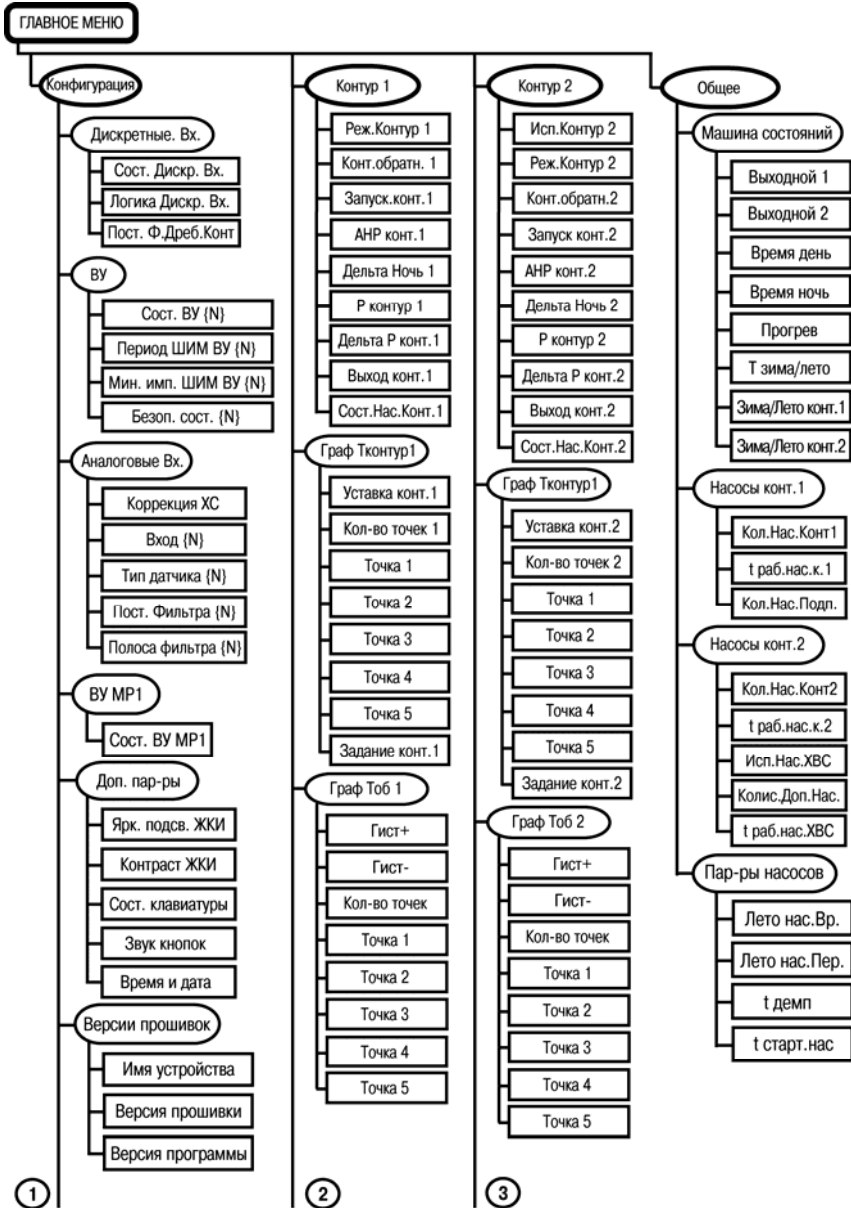 ГЛАВНОЕ МЕНЮ
Конфигурация
Дискретные. Вх.
Сост. Дискр. Вх.
Логика Дискр. Вх.
Пост. Ф.Дреб.Конт
ВУ
Сост. ВУ {N}
Период ШИМ ВУ {N}
Мин. имп. ШИМ ВУ {N}
Безоп. сост. {N}
Аналоговые Вх.
Коррекция ХС
Вход {N}
Тип датчика {N}
Пост. Фильтра {N}
Полоса фильтра {N}
ВУ МР1
Сост. ВУ МР1
Доп. пар-ры
Ярк. подсв. ЖКИ
Контраст ЖКИ
Сост. клавиатуры
Звук кнопок
Время и дата
Версии прошивок
Имя устройства
Версия прошивки
Версия программы
1
Контур 1
Реж.Контур 1
Конт.обратн. 1
Запуск.конт.1
АНР конт.1
Дельта Ночь 1
Р контур 1
Дельта Р конт.1
Выход конт.1
Сост.Нас.Конт.1
Граф Тконтур1
Уставка конт.1
Кол-во точек 1
Точка 1
Точка 2
Точка 3
Точка 4
Точка 5
Задание конт.1
Граф Тоб 1
Гист+
Гист-
Кол-во точек
Точка 1
Точка 2
Точка 3
Точка 4
Точка 5
2
Контур 2
Исп.Контур 2
Реж.Контур 2
Конт.обратн.2
Запуск конт.2
АНР конт.2
Дельта Ночь 2
Р контур 2
Дельта Р конт.2
Выход конт.2
Сост.Нас.Конт.2
Граф Тконтур1
Уставка конт.2
Кол-во точек 2
Точка 1
Точка 2
Точка 3
Точка 4
Точка 5
Задание конт.2
Граф Тоб 2
Гист+
Гист-
Кол-во точек
Точка 1
Точка 2
Точка 3
Точка 4
Точка 5
3
Общее
Машина состояний
Выходной 1
Выходной 2
Время день
Время ночь
Прогрев
Т зима/лето
Зима/Лето конт.1
Зима/Лето конт.2
Насосы конт.1
Кол.Нас.Конт1
t раб.нас.к.1
Кол.Нас.Подп.
Насосы конт.2
Кол.Нас.Конт2
t раб.нас.к.2
Исп.Нас.ХВС
Колис.Доп.Нас.
t раб.нас.ХВС
Пар-ры насосов
Лето нас.Вр.
Лето нас.Пер.
t демп
t старт.нас